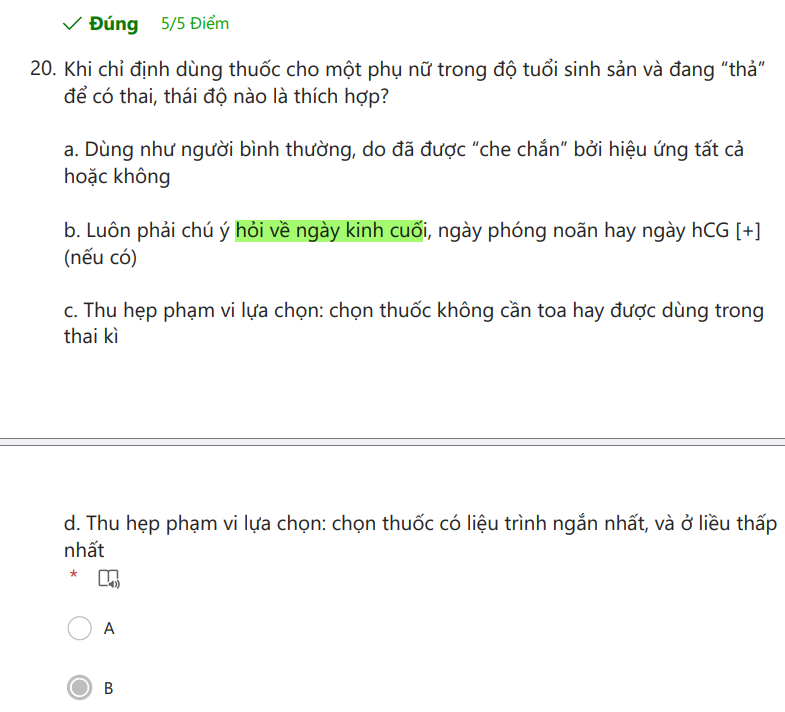 Đúng 5/5 Điểm
20. Khi chỉ định dùng thuốc cho một phụ nữ trong độ tuổi sinh sản và đang “thả”
để có thai, thái độ nào là thích hợp?
a. Dùng như người bình thường, do đã được “che chắn” bởi hiệu ứng tất cả
hoặc không
b. Luôn phải chú ý hỏi về ngày kinh cuối, ngày phóng noãn hay ngày hCG [+]
(nếu có)
c. Thu hẹp phạm vi lựa chọn: chọn thuốc không cần toa hay được dùng trong
thai kì
d. Thu hẹp phạm vi lựa chọn: chọn thuốc có liệu trình ngắn nhất, và ở liều thấp
nhất
*
A
B